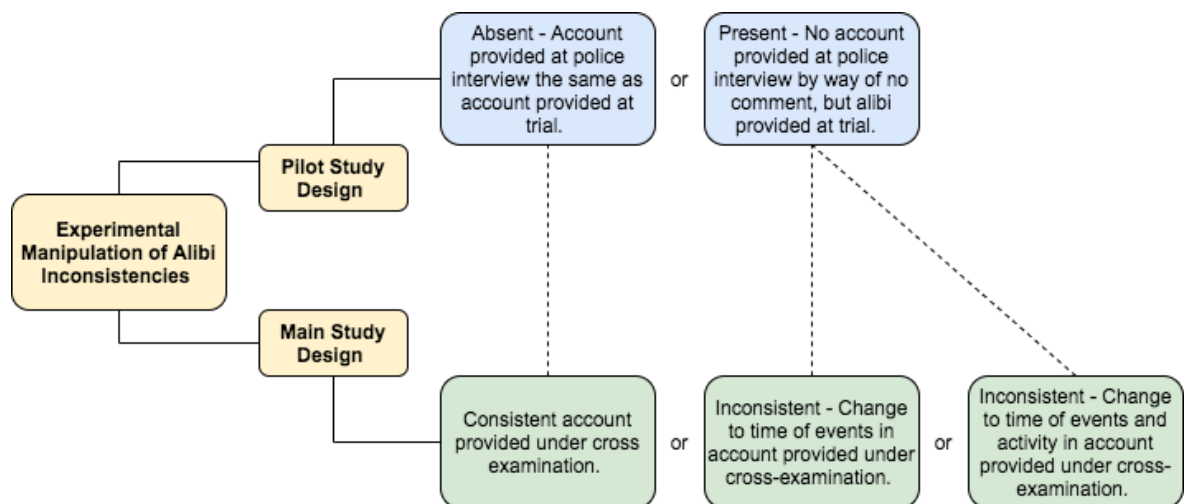 Absent - Account
provided at police
interview the same as
account provided at
trial.
or
Present - No account
provided at police
interview by way of no
comment, but alibi
provided at trial.
Pilot Study
Design
Experimental
Manipulation of Alibi
Inconsistencies
Main Study
Design
Consistent account
provided under cross
examination.
or
Inconsistent - Change
to time of events in
account provided under
cross-examination.
or
Inconsistent - Change
to time of events and
activity in account
provided under cross-
examination.